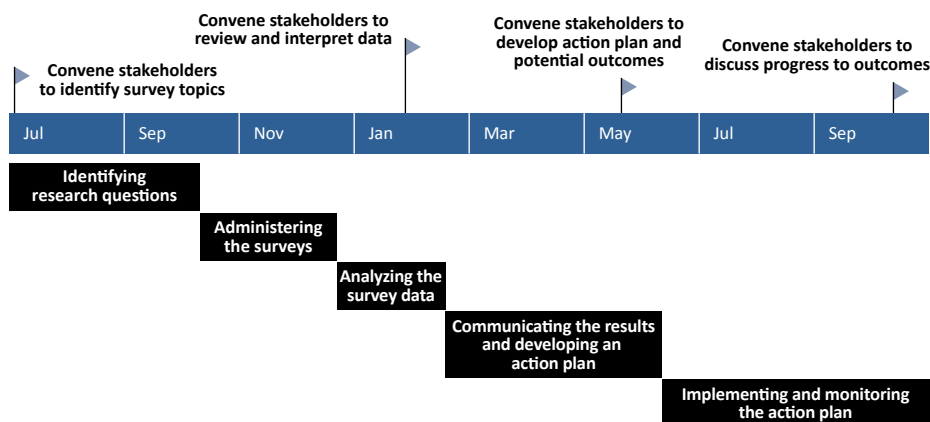 Convene stakeholders
to identify survey topics
Convene stakeholders to
review and interpret data
Convene stakeholders to
develop action plan and
potential outcomes
Convene stakeholders to
discuss progress to outcomes
Jul
Sep
Nov
Jan
Mar
May
Jul
Sep
Identifying
research questions
Administering
the surveys
Analyzing the
survey data
Communicating the results
and developing an
action plan
Implementing and monitoring
the action plan